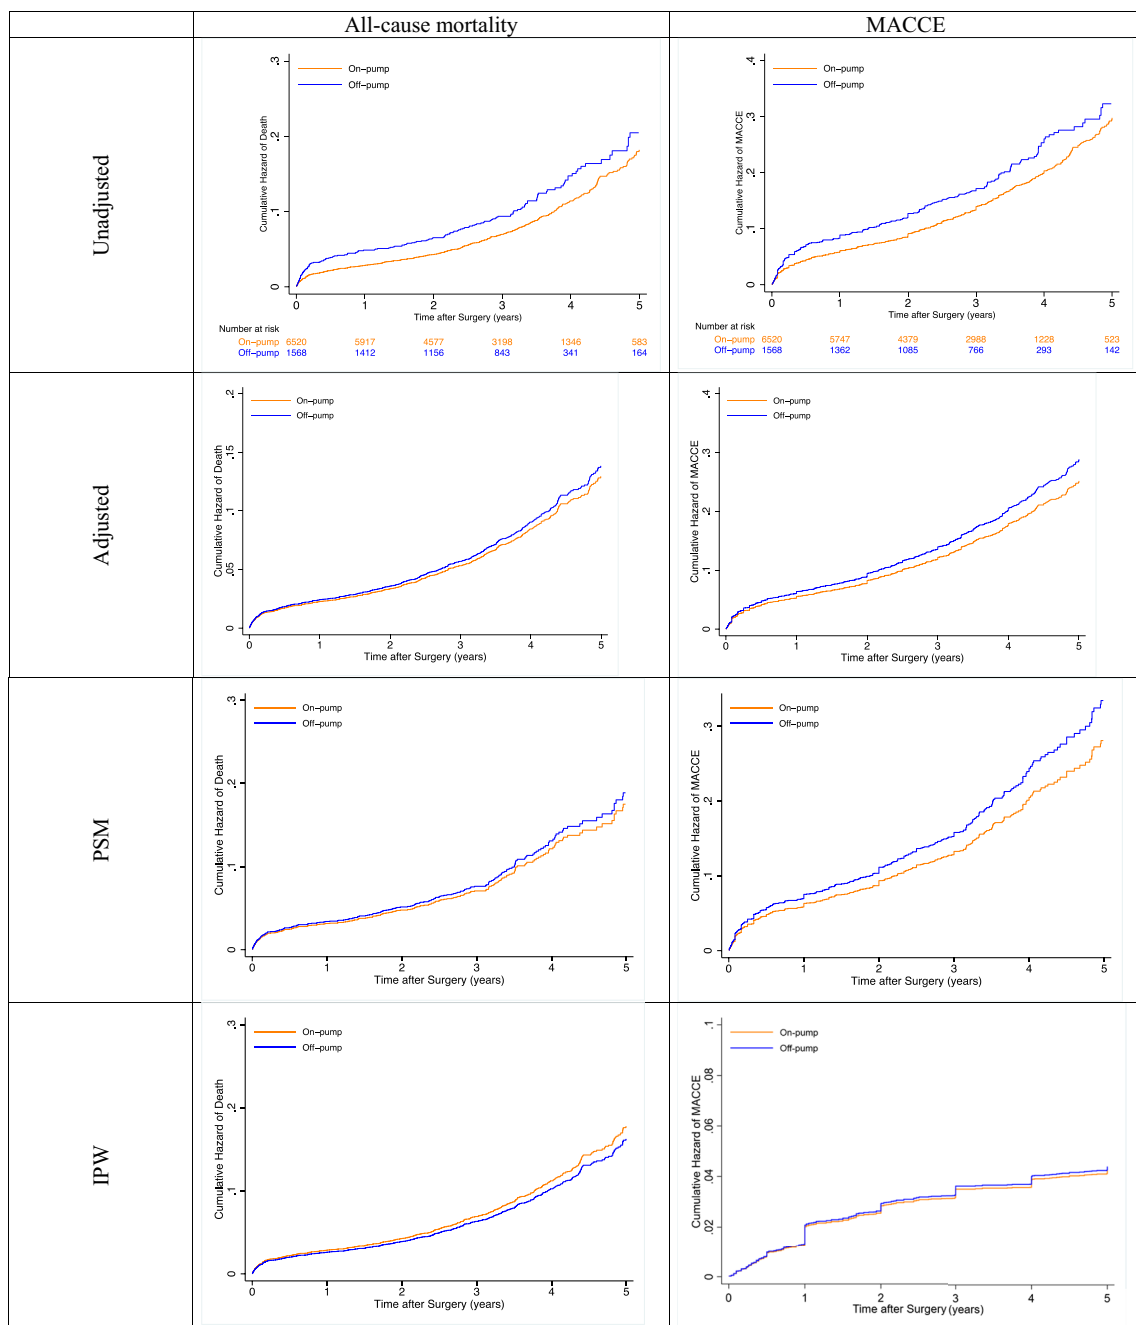 All-cause mortality MACCE
Unadjusted
Cumulative Hazard of Death
.3
.2
.1
0
On-pump
Off-pump
0 1 2 3 4 5
Time after Surgery (years)
Number at risk
On-pump 6520 5917 4577 3198 1346 583
Off-pump 1568 1412 1156 843 341 164
Cumulative Hazard of MACCE
.4
.3
.2
.1
0
On-pump
Off-pump
0 1 2 3 4 5
Time after Surgery (years)
Number at risk
On-pump 6520 5747 4379 2988 1228 523
Off-pump 1568 1362 1085 766 293 142
Adjusted
Cumulative Hazard of Death
.2
.15
.1
.05
0
On-pump
Off-pump
0 1 2 3 4 5
Time after Surgery (years)
Cumulative Hazard of MACCE
.4
.3
.2
.1
0
On-pump
Off-pump
0 1 2 3 4 5
Time after Surgery (years)
PSM
Cumulative Hazard of Death
.3
.2
.1
0
On-pump
Off-pump
0 1 2 3 4 5
Time after Surgery (years)
Cumulative Hazard of MACCE
.3
.2
.1
0
On-pump
Off-pump
0 1 2 3 4 5
Time after Surgery (years)
IPW
Cumulative Hazard of Death
.3
.2
.1
0
On-pump
Off-pump
0 1 2 3 4 5
Time after Surgery (years)
Cumulative Hazard of MACCE
.1
.08
.06
.04
.02
0
On-pump
Off-pump
0 1 2 3 4 5
Time after Surgery (years)